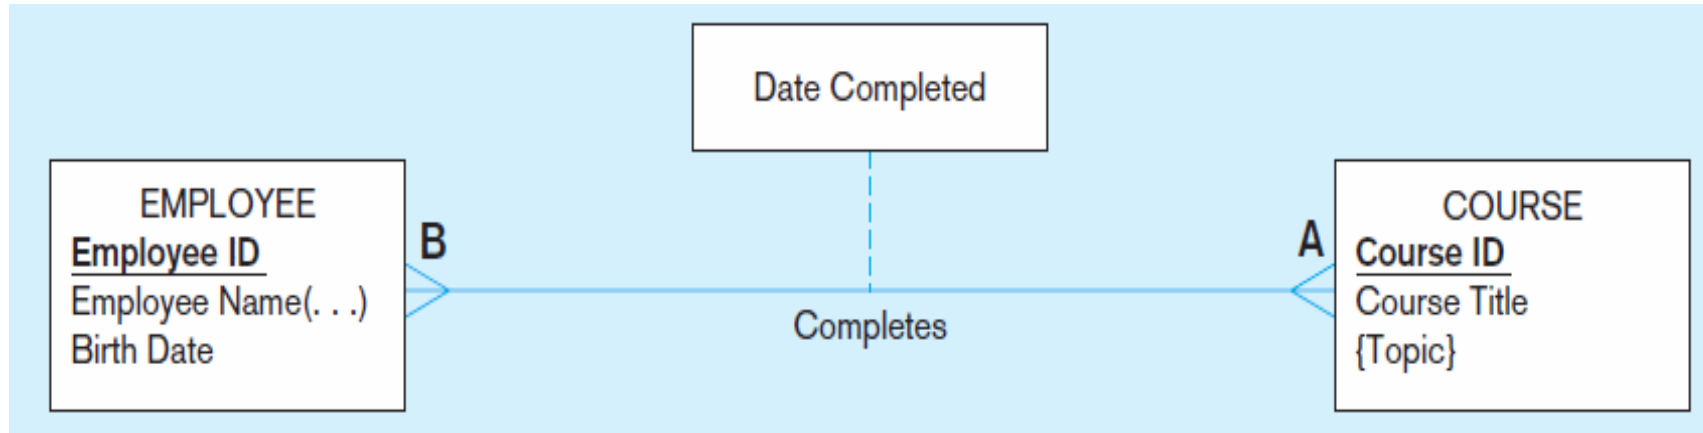 Date Completed
EMPLOYEE
Employee ID
Employee Name(. . .)
Birth Date
B
Completes
A
COURSE
Course ID
Course Title
{Topic}